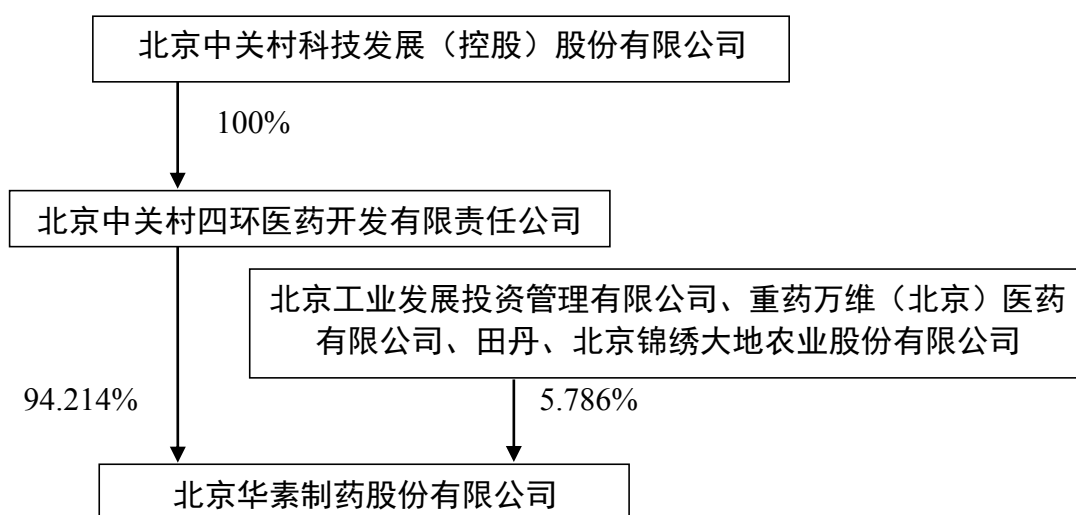 北京中关村科技发展（控股）股份有限公司
100%
北京中关村四环医药开发有限责任公司
北京工业发展投资管理有限公司、重药万维（北京）医药
有限公司、田丹、北京锦绣大地农业股份有限公司
94.214%
5.786%
北京华素制药股份有限公司